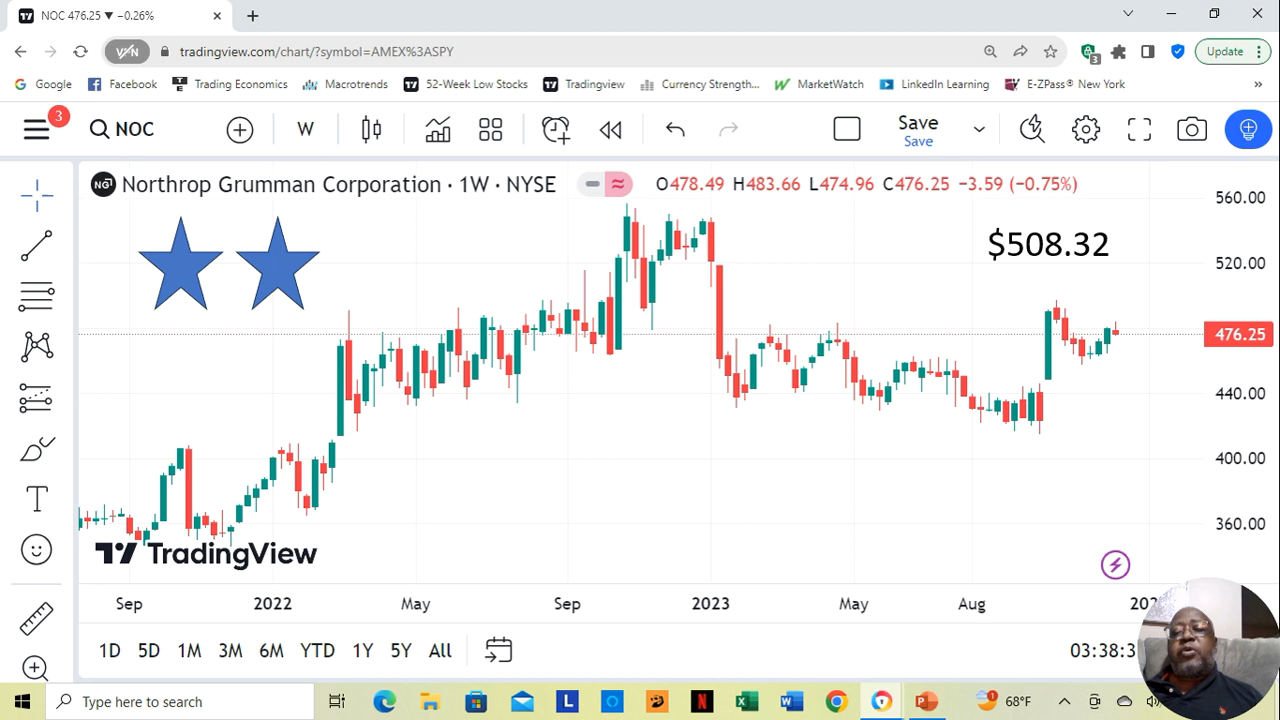 NOC 476.25 ▼ −0.26%
tradingview.com/chart/?symbol=AMEX%3ASPY
Update
Google Facebook Trading Economics Macrotrends 52-Week Low Stocks Tradingview Currency Strength... MarketWatch LinkedIn Learning E-ZPass® New York »
3
NOC W Save
Save
Northrop Grumman Corporation · 1W · NYSE O478.49 H483.66 L474.96 C476.25 −3.59 (−0.75%)
560.00
$508.32
520.00
476.25
440.00
400.00
360.00
TradingView
Sep 2022 May Sep 2023 May Aug
1D 5D 1M 3M 6M YTD 1Y 5Y All 03:38:3
Type here to search
68°F